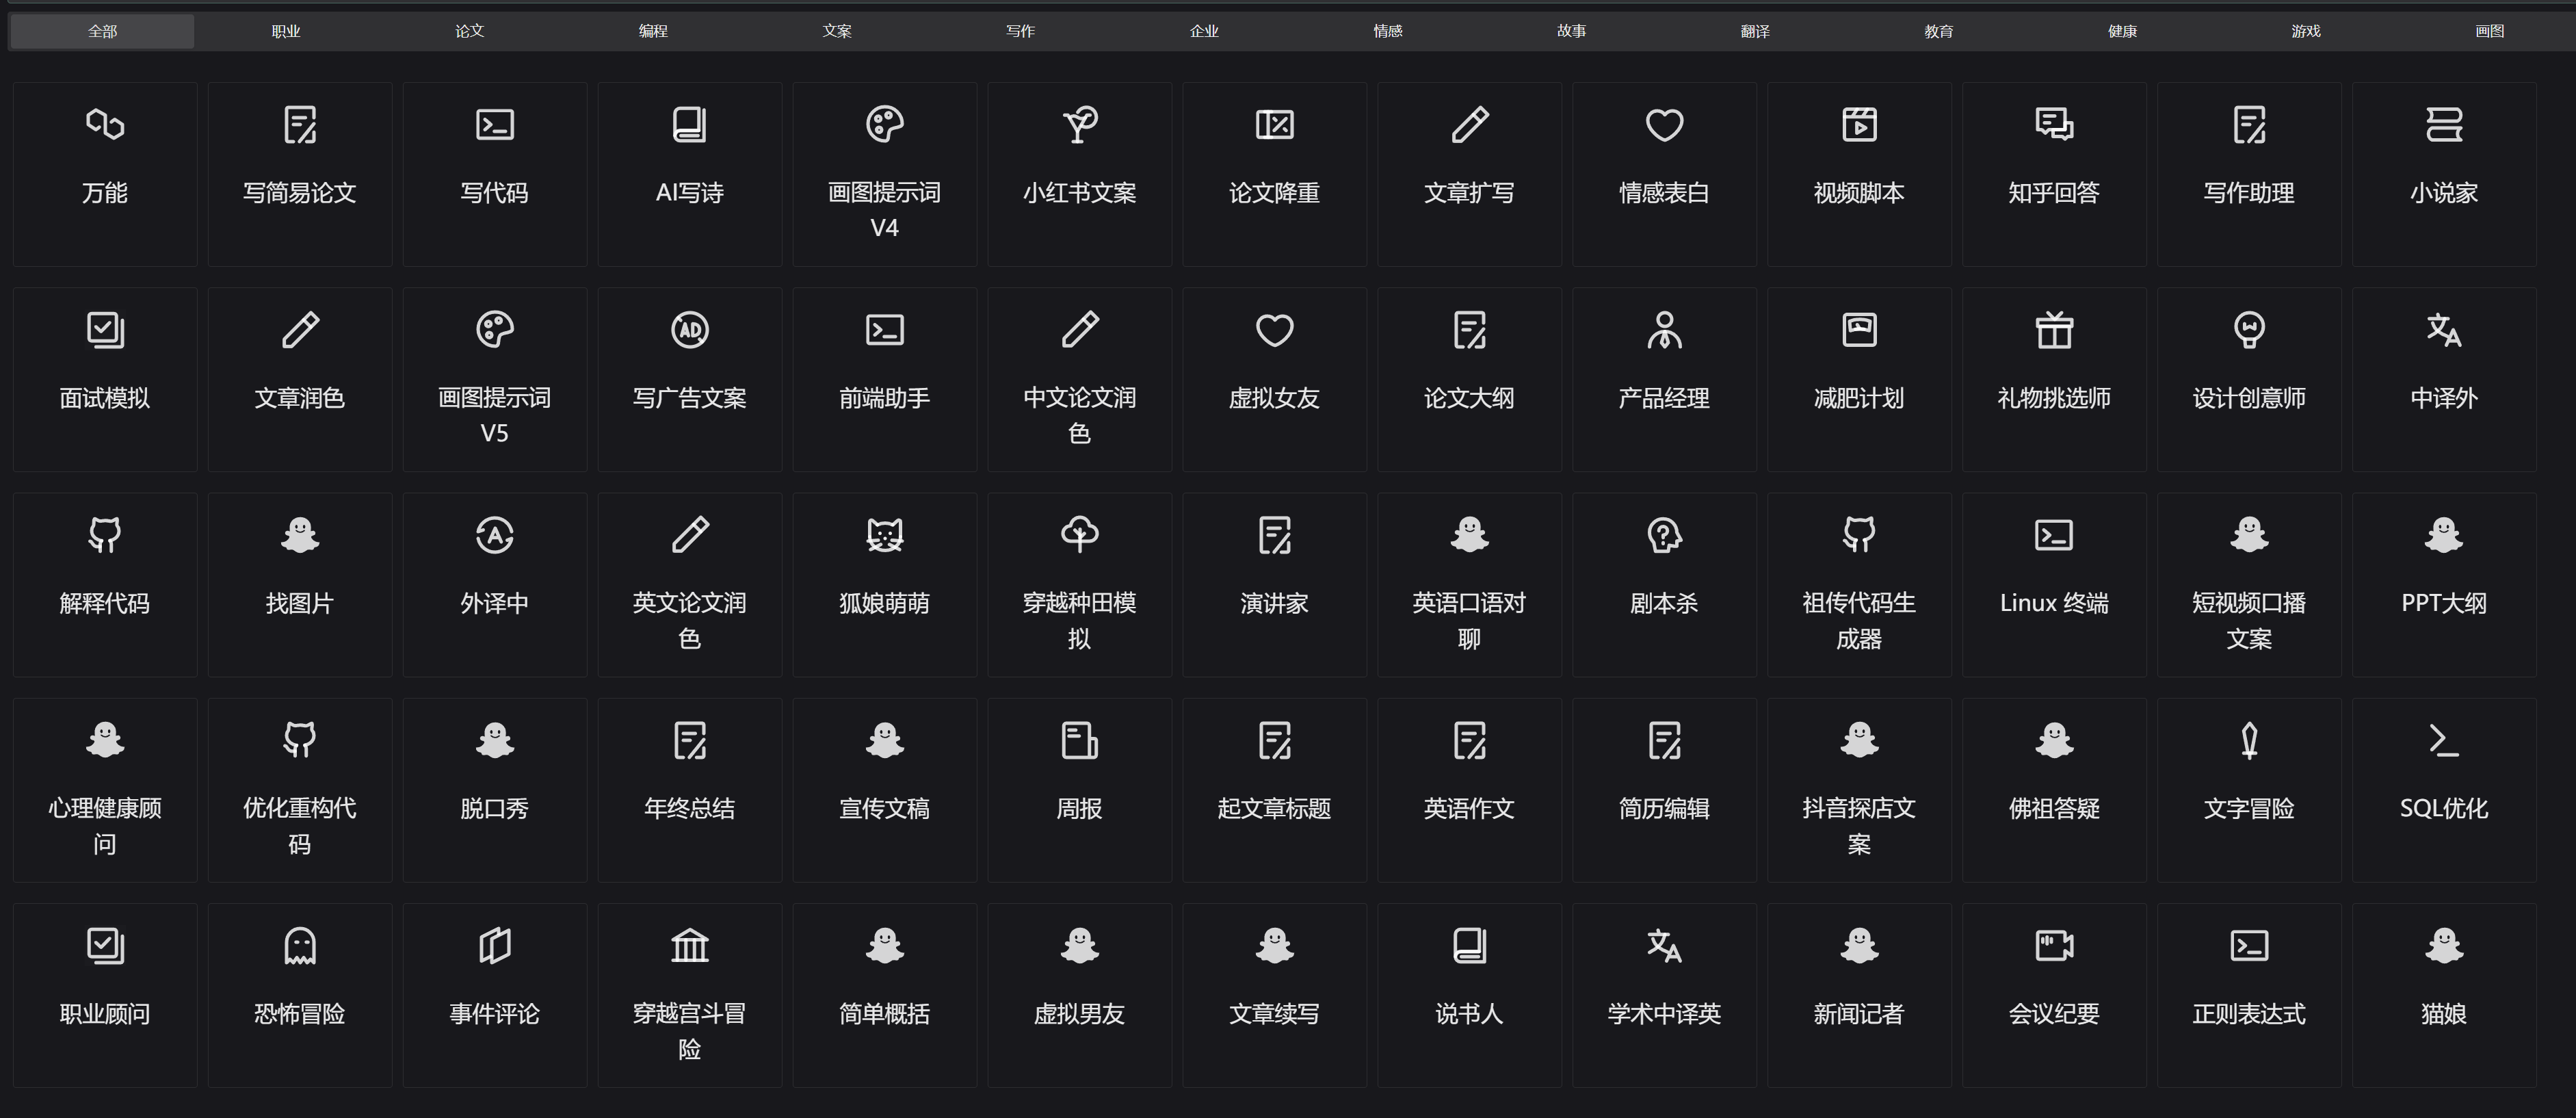 全部
职业
论文
编程
文案
写作
企业
情感
故事
翻译
教育
健康
游戏
画图
万能
写简易论文
写代码
AI写诗
画图提示词
V4
小红书文案
论文降重
文章扩写
情感表白
视频脚本
知乎回答
写作助理
小说家
面试模拟
文章润色
画图提示词
V5
写广告文案
前端助手
中文论文润
色
虚拟女友
论文大纲
产品经理
减肥计划
礼物挑选师
设计创意师
中译外
解释代码
找图片
外译中
英文论文润
色
狐娘萌萌
穿越种田模
拟
演讲家
英语口语对
聊
剧本杀
祖传代码生
成器
Linux 终端
短视频口播
文案
PPT大纲
心理健康顾
问
优化重构代
码
脱口秀
年终总结
宣传文稿
周报
起文章标题
英语作文
简历编辑
抖音探店文
案
佛祖答疑
文字冒险
SQL优化
职业顾问
恐怖冒险
事件评论
穿越宫斗冒
险
简单概括
虚拟男友
文章续写
说书人
学术中译英
新闻记者
会议纪要
正则表达式
猫娘